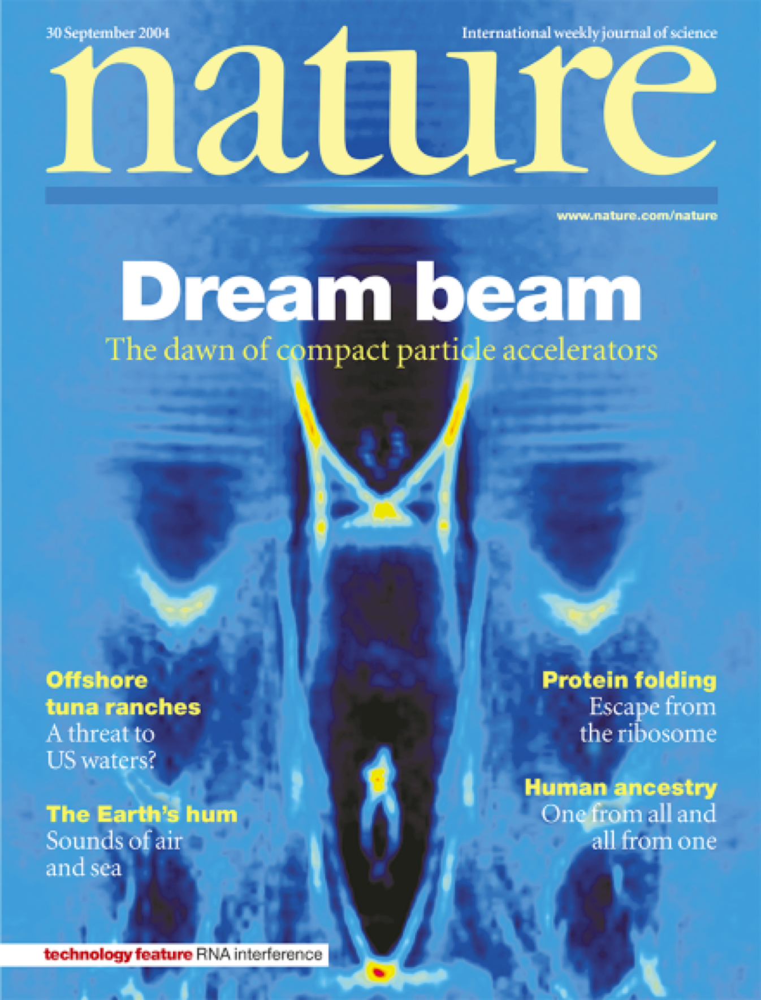 30 September 2004
International weekly journal of science
nature
www.nature.com/nature
Dream beam
The dawn of compact particle accelerators
Offshore
tuna ranches
A threat to
US waters?
The Earth's hum
Sounds of air
and sea
Protein folding
Escape from
the ribosome
Human ancestry
One from all and
all from one
technology feature RNA interference